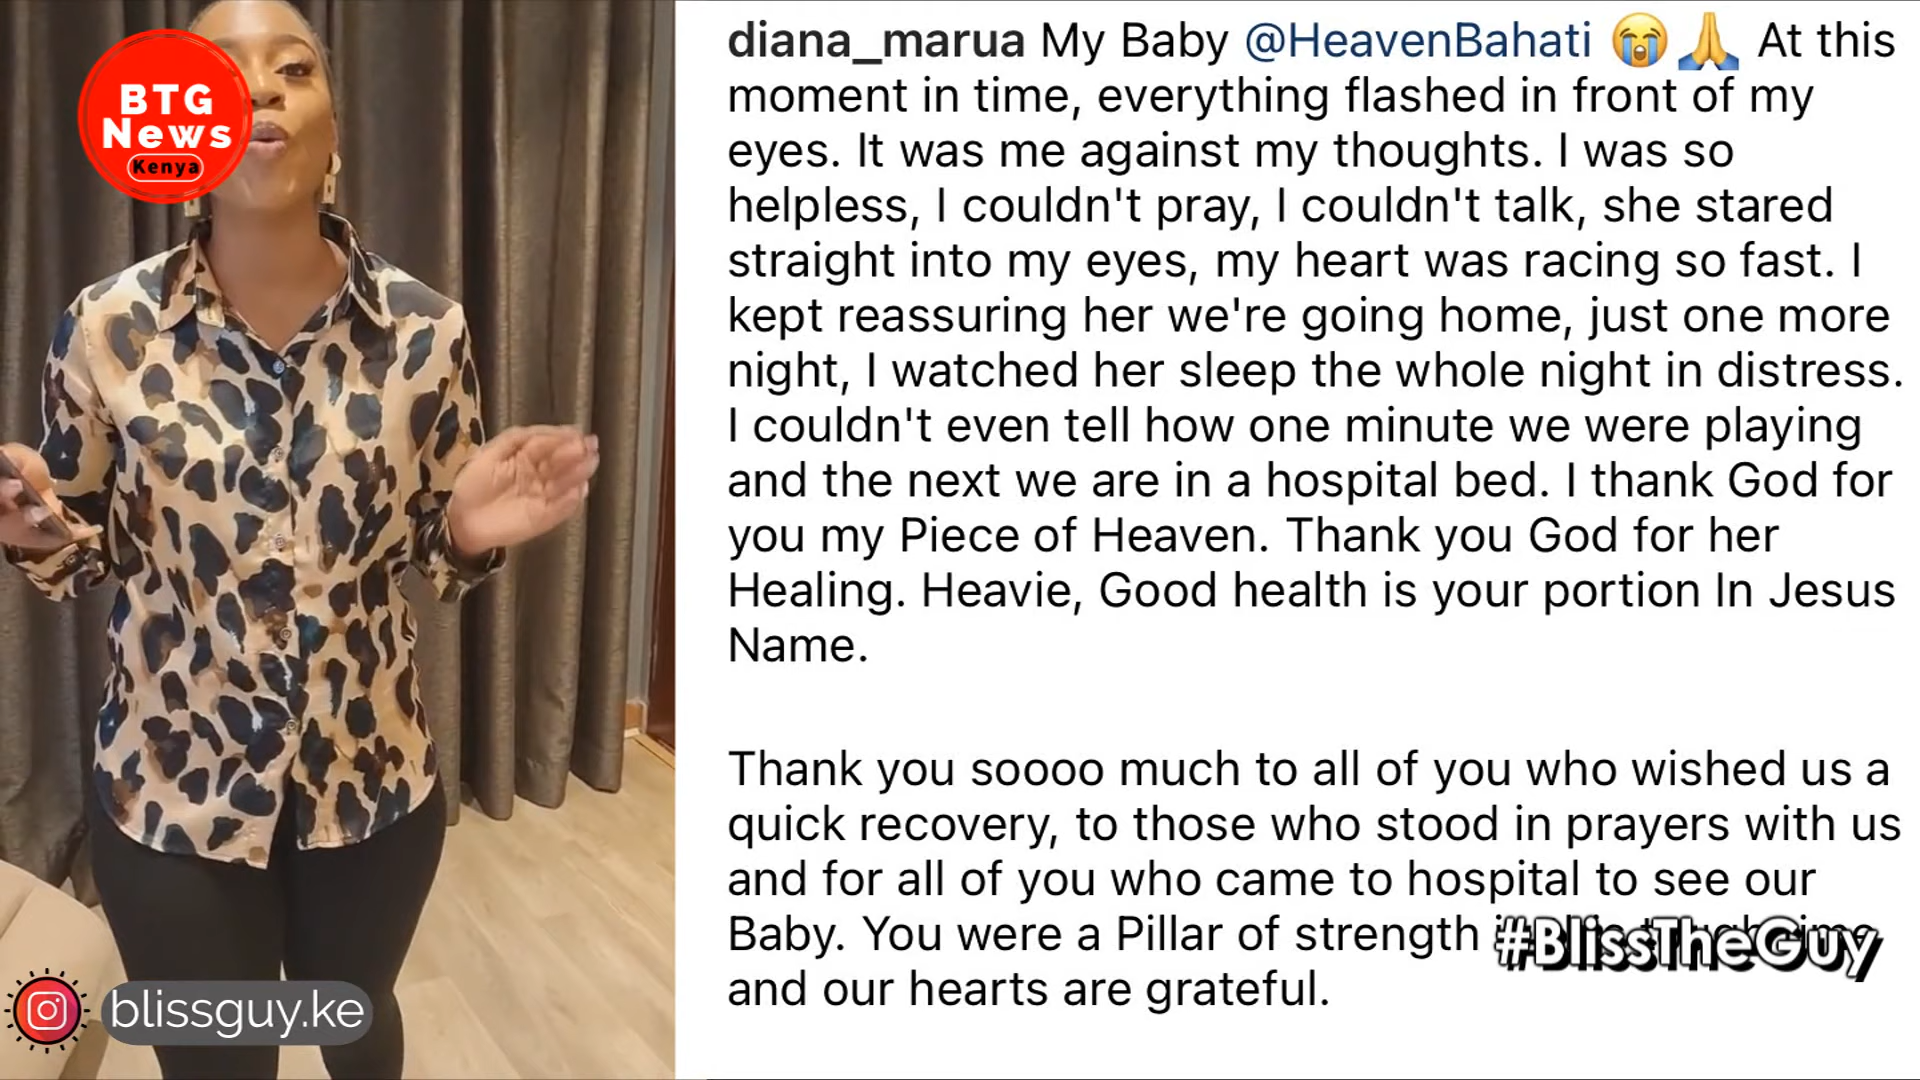 BTG
News
Kenya
diana_marua My Baby @HeavenBahati 😭🙏 At this
moment in time, everything flashed in front of my
eyes. It was me against my thoughts. I was so
helpless, I couldn't pray, I couldn't talk, she stared
straight into my eyes, my heart was racing so fast. I
kept reassuring her we're going home, just one more
night, I watched her sleep the whole night in distress.
I couldn't even tell how one minute we were playing
and the next we are in a hospital bed. I thank God for
you my Piece of Heaven. Thank you God for her
Healing. Heavie, Good health is your portion In Jesus
Name.
Thank you soooo much to all of you who wished us a
quick recovery, to those who stood in prayers with us
and for all of you who came to hospital to see our
Baby. You were a Pillar of strength
#BlissTheGuy
and our hearts are grateful.
blissguy.ke